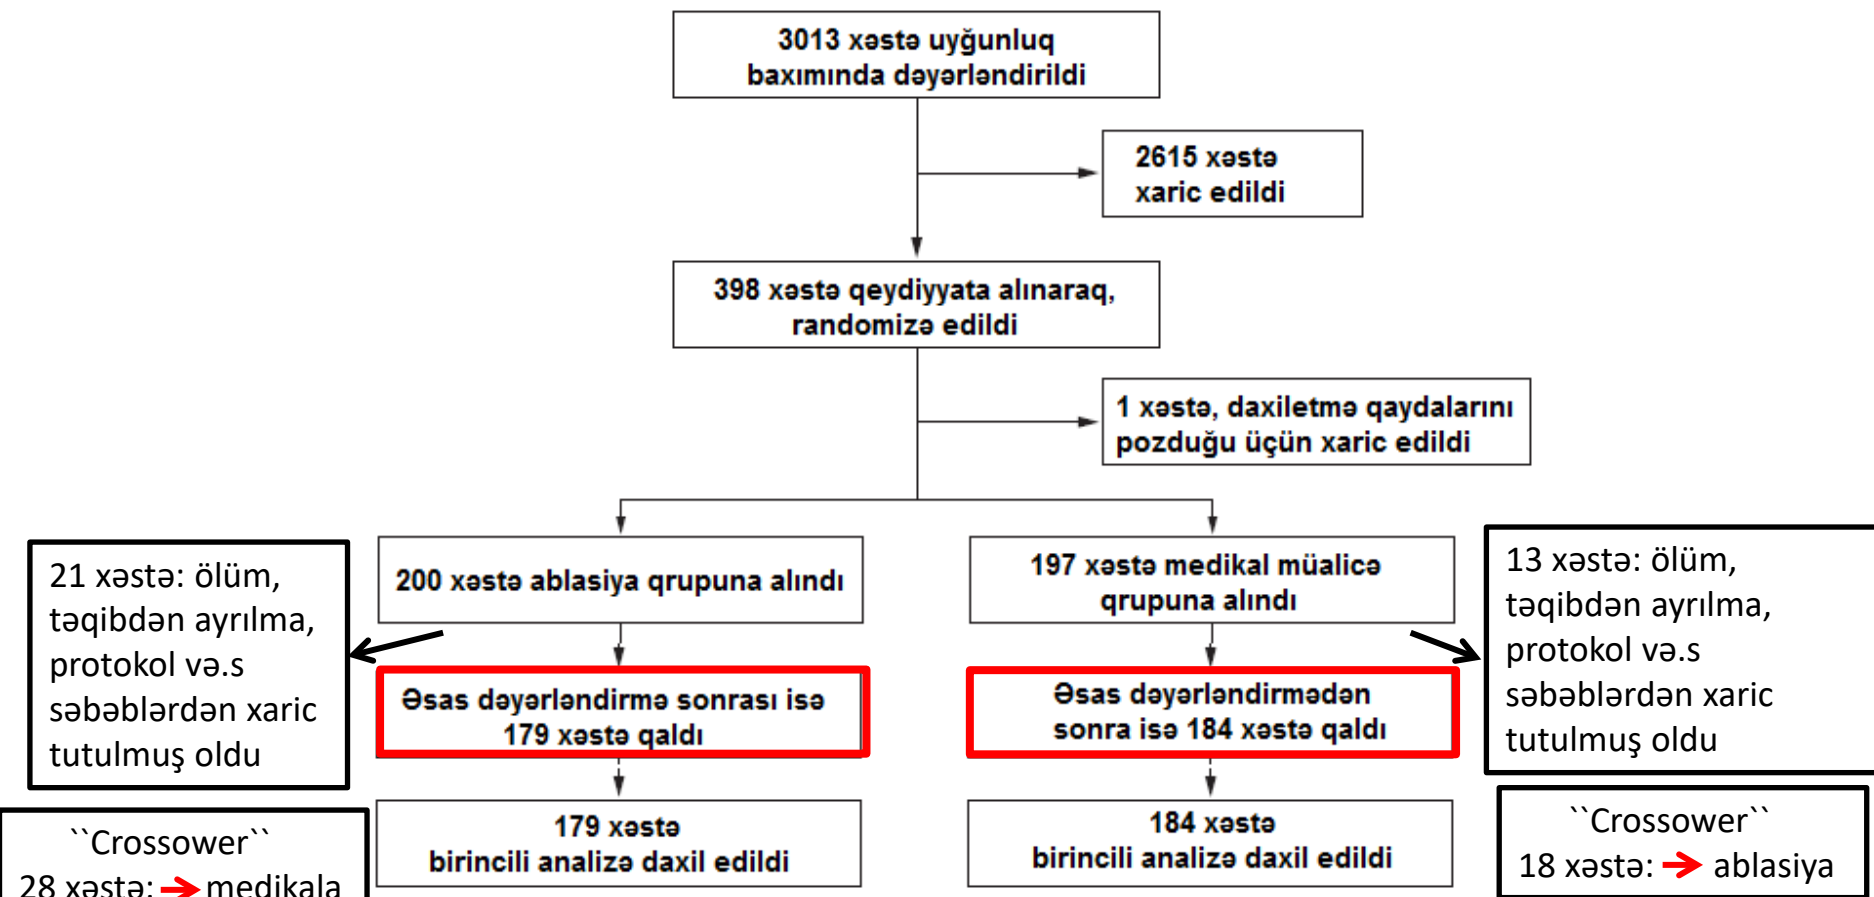 3013 xəstə uyğunluq
baxımında dəyərləndirildi
2615 xəstə
xaric edildi
398 xəstə qeydiyyata alınaraq,
randomizə edildi
1 xəstə, daxiletmə qaydalarını
pozduğu üçün xaric edildi
21 xəstə: ölüm,
təqibdən ayrılma,
protokol və.s
səbəblərdən xaric
tutulmuş oldu
200 xəstə ablasiya qrupuna alındı
197 xəstə medikal müalicə
qrupuna alındı
13 xəstə: ölüm,
təqibdən ayrılma,
protokol və.s
səbəblərdən xaric
tutulmuş oldu
Əsas dəyərləndirmə sonrası isə
179 xəstə qaldı
Əsas dəyərləndirmədən
sonra isə 184 xəstə qaldı
``Crossower``
28 xəstə: → medikala
179 xəstə
birincili analizə daxil edildi
184 xəstə
birincili analizə daxil edildi
``Crossower``
18 xəstə: → ablasiya